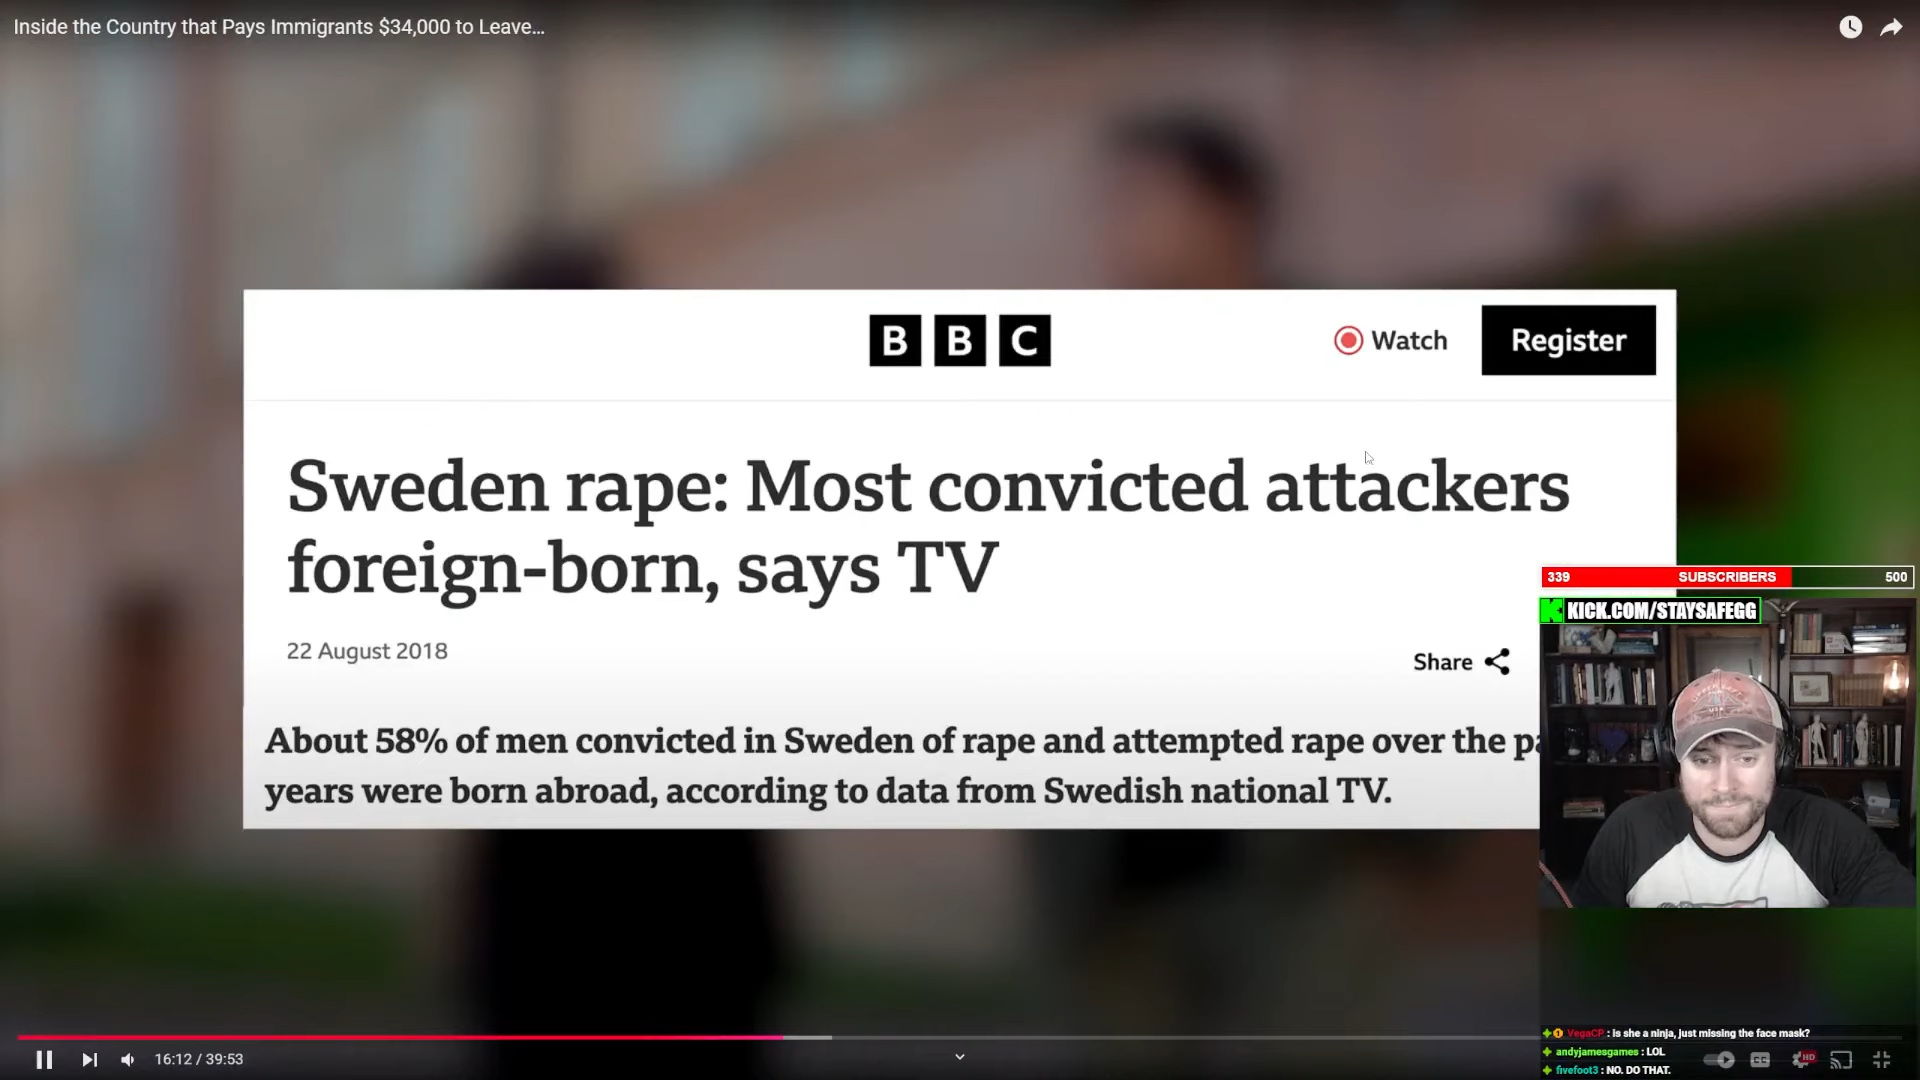 Inside the Country that Pays Immigrants $34,000 to Leave...
BBC
Watch
Register
Sweden rape: Most convicted attackers
foreign-born, says TV
22 August 2018
Share
About 58% of men convicted in Sweden of rape and attempted rape over the pa
years were born abroad, according to data from Swedish national TV.
339 SUBSCRIBERS 500
KICK.COM/STAYSAFEGG
VegaCP : is she a ninja, just missing the face mask?
andyjamesgames : LOL
fivefoot3 : NO. DO THAT.
16:12 / 39:53
CC
HD